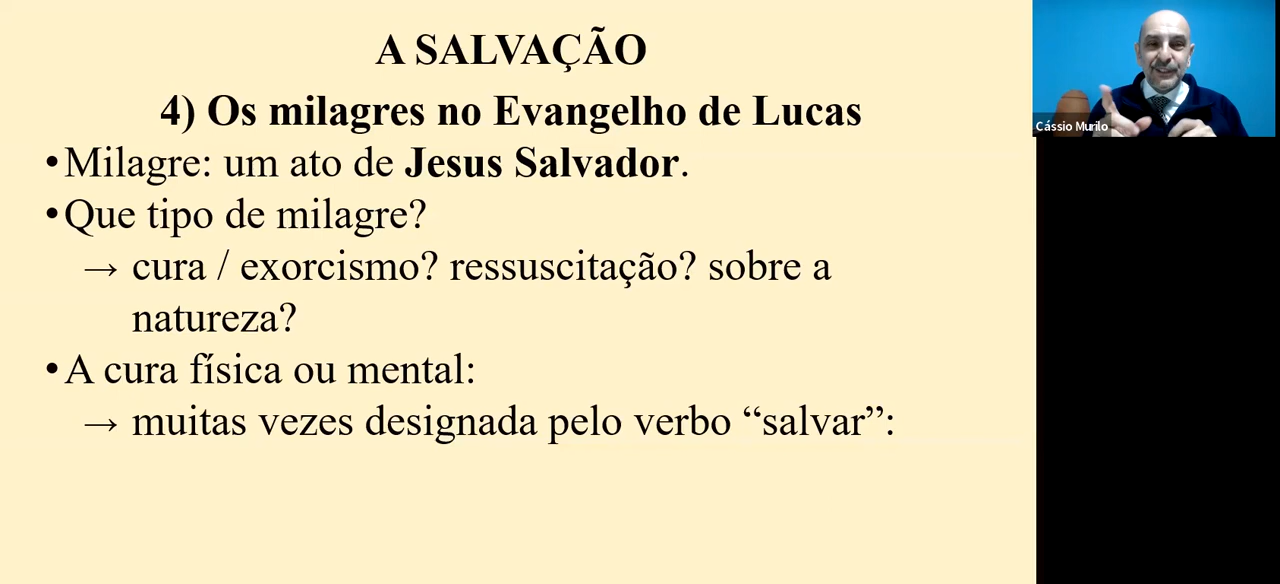 A SALVAÇÃO
4) Os milagres no Evangelho de Lucas
•Milagre: um ato de Jesus Salvador.
•Que tipo de milagre?
→ cura / exorcismo? ressuscitação? sobre a
natureza?
•A cura física ou mental:
→ muitas vezes designada pelo verbo “salvar”:
Cássio Murilo